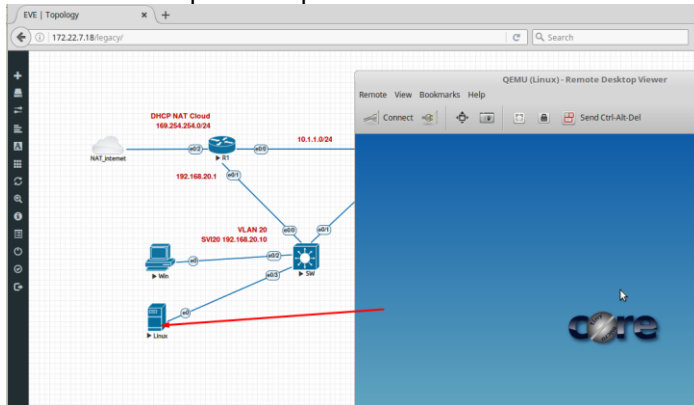 EVE | Topology
172.22.7.18/legacy/
Search
QEMU (Linux) - Remote Desktop Viewer
Remote View Bookmarks Help
Connect
Send Ctrl-Alt-Del
DHCP NAT Cloud
169.254.254.0/24
10.1.1.0/24
NAT_internet
e0/2
e0/0
R1
192.168.20.1
e0/1
VLAN 20
SVI20 192.168.20.10
e0/0
e0/1
e0/2
e0
Win
SW
e0/3
e0
Linux
core